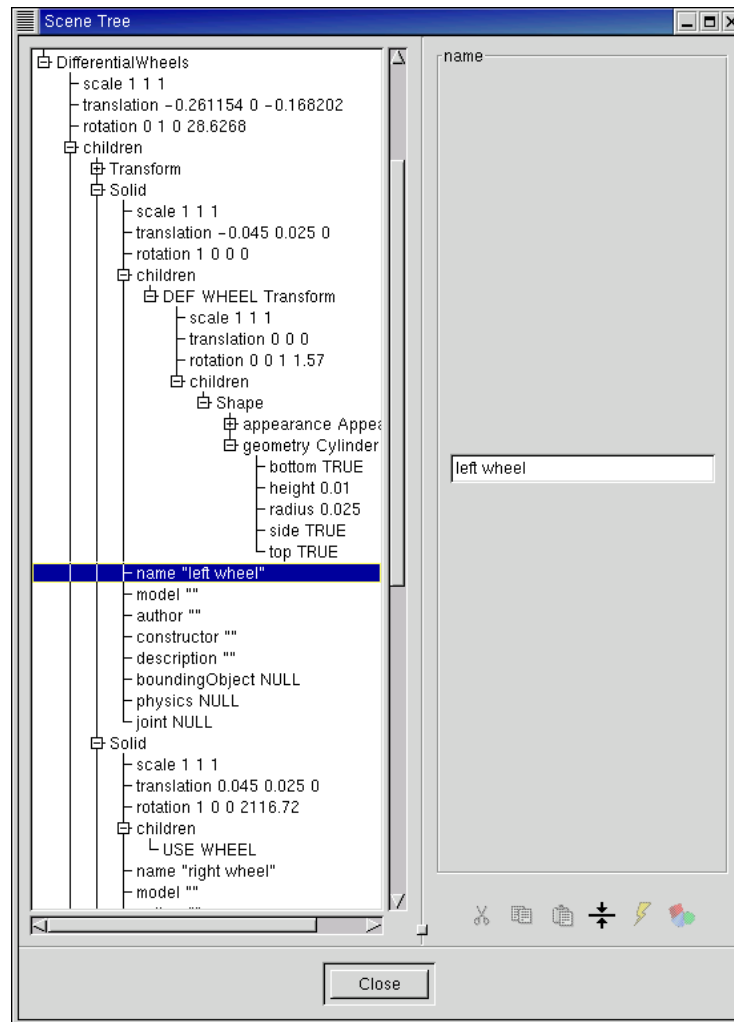 Scene Tree
DifferentialWheels
scale 1 1 1
translation -0.261154 0 -0.168202
rotation 0 1 0 28.6268
children
Transform
Solid
scale 1 1 1
translation -0.045 0.025 0
rotation 1 0 0 0
children
DEF WHEEL Transform
scale 1 1 1
translation 0 0 0
rotation 0 0 1 1.57
children
Shape
appearance Appea
geometry Cylinder
bottom TRUE
height 0.01
radius 0.025
side TRUE
top TRUE
name "left wheel"
model ""
author ""
constructor ""
description ""
boundingObject NULL
physics NULL
joint NULL
Solid
scale 1 1 1
translation 0.045 0.025 0
rotation 1 0 0 2116.72
children
USE WHEEL
name "right wheel"
model ""
name
left wheel
Close